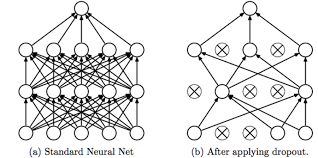 (a) Standard Neural Net
(b) After applying dropout.